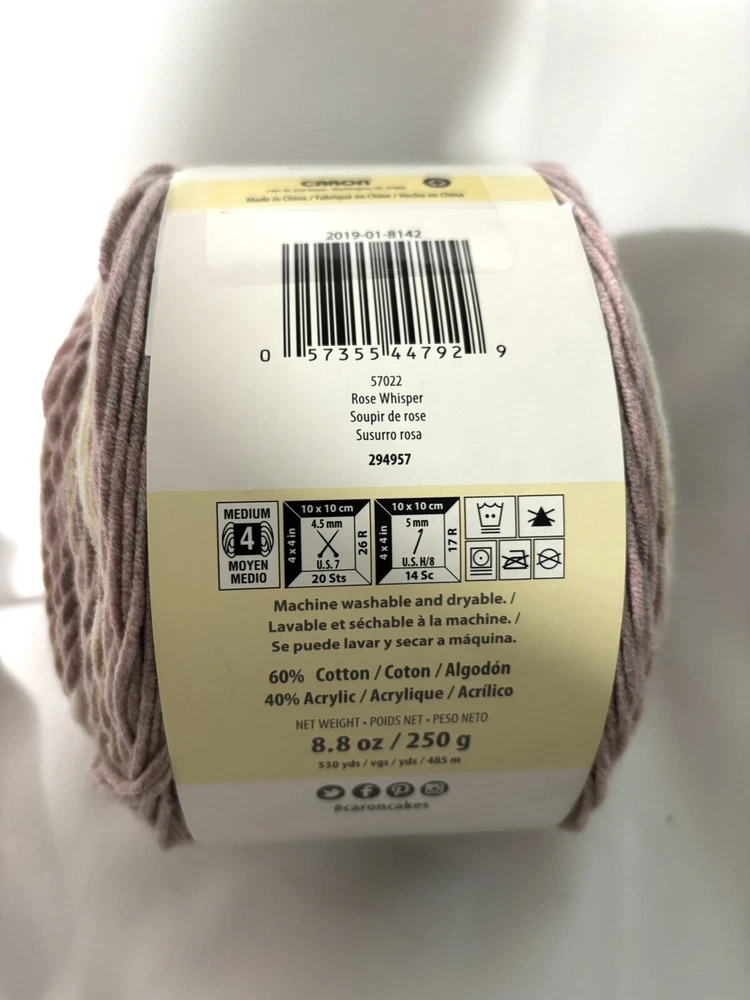 CARON
Made in China / Fabriqué en Chine / Hecho en China
2019-01-8142
0 57355 44792 9
57022
Rose Whisper
Soupir de rose
Susurro rosa
294957
MEDIUM
4
MOYEN
MEDIO
10 x 10 cm
4 x 4 in
4.5 mm
U.S. 7
26 R
20 Sts
10 x 10 cm
4 x 4 in
5 mm
U.S. H/8
17 R
14 Sc
Machine washable and dryable. /
Lavable et séchable à la machine. /
Se puede lavar y secar a máquina.
60% Cotton / Coton / Algodón
40% Acrylic / Acrylique / Acrílico
NET WEIGHT • POIDS NET • PESO NETO
8.8 oz / 250 g
530 yds / vgs / yds / 485 m
#caroncakes